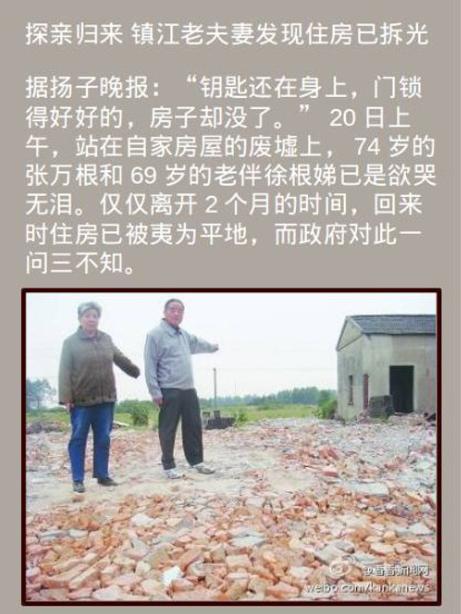 探亲归来 镇江老夫妻发现住房已拆光
据扬子晚报：“钥匙还在身上，门锁
得好好的，房子却没了。” 20 日上
午，站在自家房屋的废墟上， 74 岁的
张万根和 69 岁的老伴徐根娣已是欲哭
无泪。仅仅离开 2 个月的时间，回来
时住房已被夷为平地，而政府对此一
问三不知。
weibo.com/kankanews